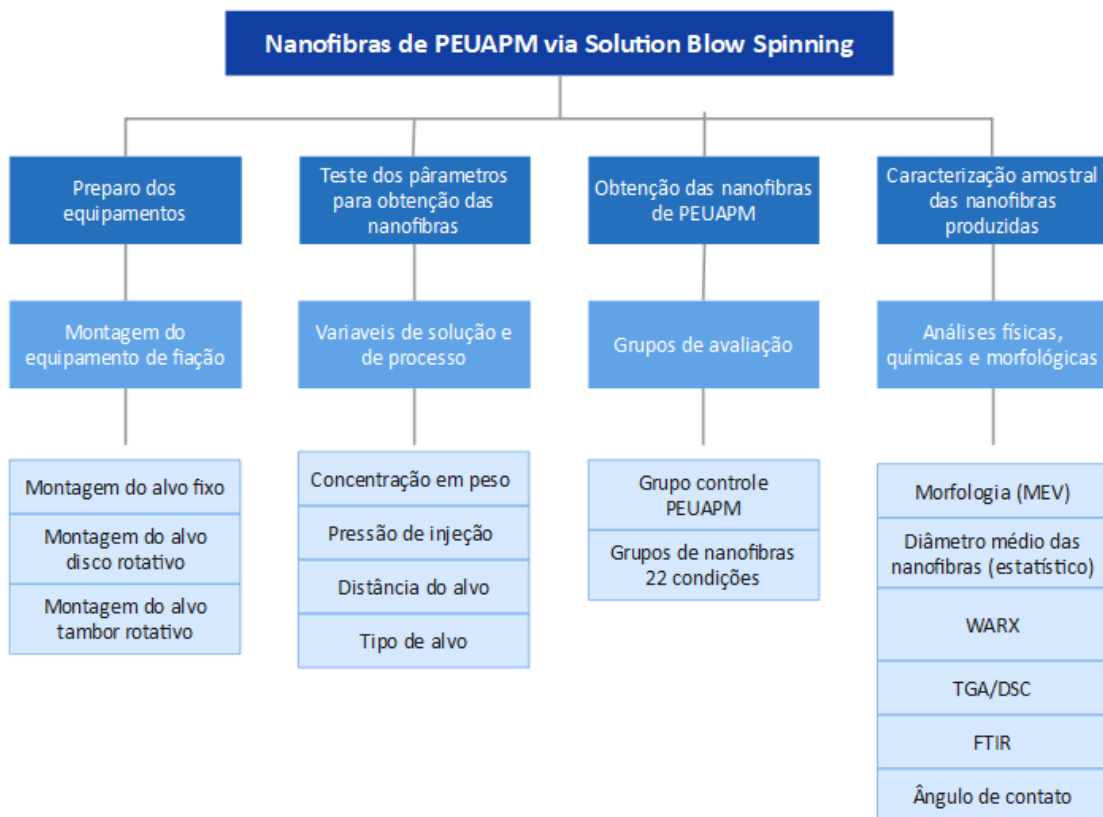 Nanofibras de PEUAPM via Solution Blow Spinning
Preparo dos
equipamentos
Montagem do
equipamento de fiação
Montagem do alvo fixo
Montagem do alvo
disco rotativo
Montagem do alvo
tambor rotativo
Teste dos pârametros
para obtenção das
nanofibras
Variaveis de solução e
de processo
Concentração em peso
Pressão de injeção
Distância do alvo
Tipo de alvo
Obtenção das nanofibras
de PEUAPM
Grupos de avaliação
Grupo controle
PEUAPM
Grupos de nanofibras
22 condições
Caracterização amostral
das nanofibras
produzidas
Análises físicas,
químicas e morfológicas
Morfologia (MEV)
Diâmetro médio das
nanofibras (estatístico)
WARX
TGA/DSC
FTIR
Ângulo de contato